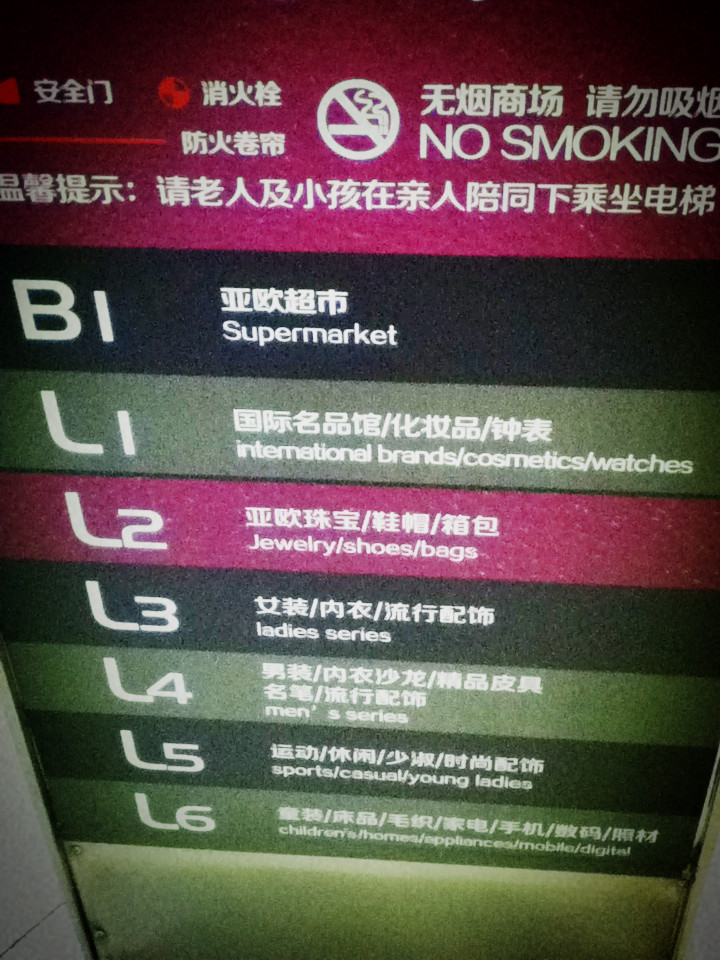 安全门 消火栓 无烟商场 请勿吸烟
防火卷帘 NO SMOKING
温馨提示：请老人及小孩在亲人陪同下乘坐电梯
B1 亚欧超市
Supermarket
L1 国际名品馆/化妆品/钟表
international brands/cosmetics/watches
L2 亚欧珠宝/鞋帽/箱包
Jewelry/shoes/bags
L3 女装/内衣/流行配饰
ladies series
L4 男装/内衣沙龙/精品皮具
名笔/流行配饰
men's series
L5 运动/休闲/少淑/时尚配饰
sports/casual/young ladies
L6 童装/床品/毛织/家电/手机/数码/照材
children's/homes/appliances/mobile/digital